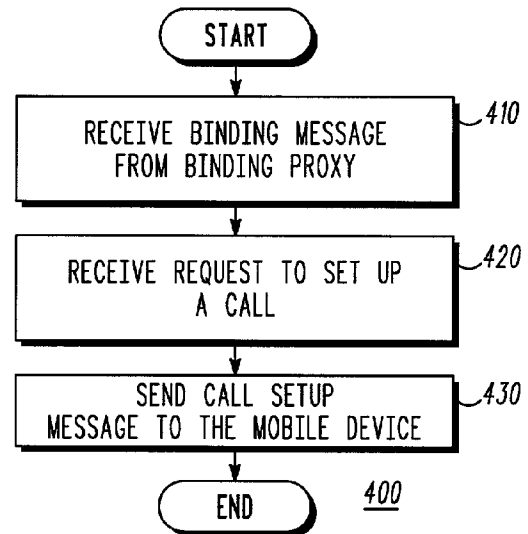 START
RECEIVE BINDING MESSAGE
FROM BINDING PROXY
410
RECEIVE REQUEST TO SET UP
A CALL
420
SEND CALL SETUP
MESSAGE TO THE MOBILE DEVICE
430
END
400